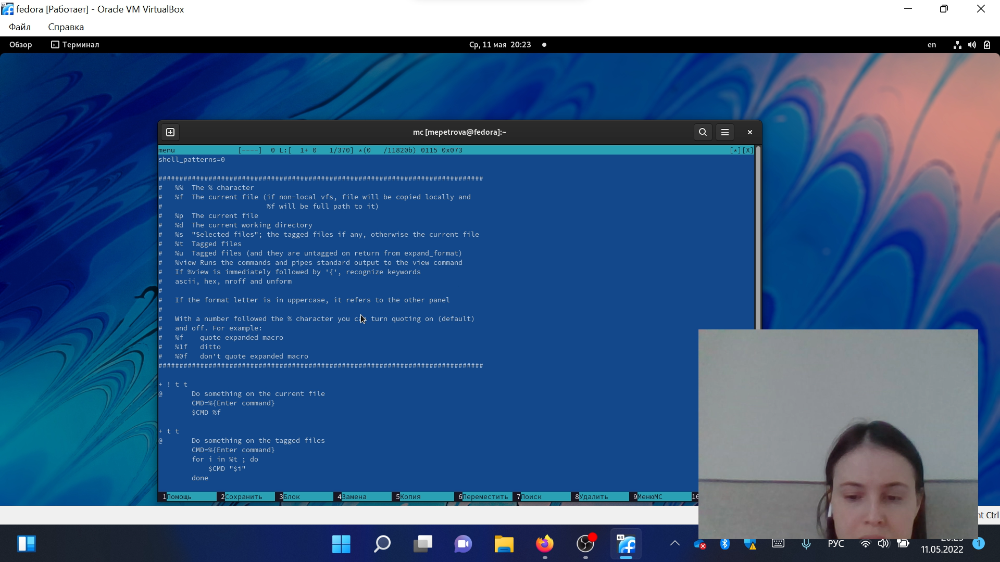 fedora [Работает] - Oracle VM VirtualBox
Файл Справка
Обзор Терминал Ср, 11 мая 20:23 en
mc [mepetrova@fedora]:~
menu [----] 0 L:[ 1+ 0 1/370] *(0 /11820b) 0115 0x073 [*][X]
shell_patterns=0
##############################################################################
# %% The % character
# %f The current file (if non-local vfs, file will be copied locally and
# %f will be full path to it)
# %p The current file
# %d The current working directory
# %s "Selected files"; the tagged files if any, otherwise the current file
# %t Tagged files
# %u Tagged files (and they are untagged on return from expand_format)
# %view Runs the commands and pipes standard output to the view command
# If %view is immediately followed by '{', recognize keywords
# ascii, hex, nroff and unform
#
# If the format letter is in uppercase, it refers to the other panel
#
# With a number followed the % character you can turn quoting on (default)
# and off. For example:
# %f quote expanded macro
# %1f ditto
# %0f don't quote expanded macro
##############################################################################
+ ! t t
@ Do something on the current file
CMD=%{Enter command}
$CMD %f
+ t t
@ Do something on the tagged files
CMD=%{Enter command}
for i in %t ; do
$CMD "$i"
done
1Помощь 2Сохранить 3Блок 4Замена 5Копия 6Переместить 7Поиск 8Удалить 9МенюMC 10
Ctrl
64
РУС
11.05.2022 1